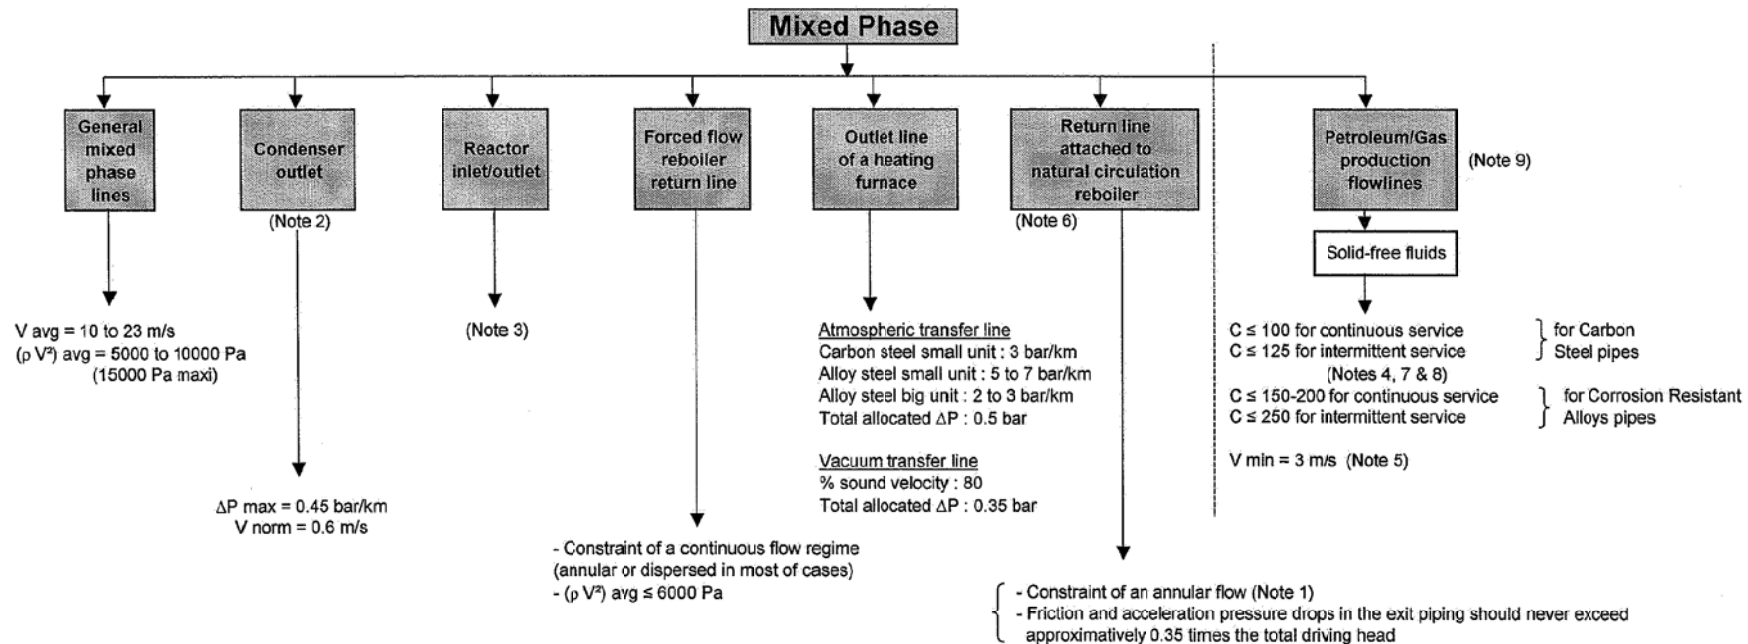 Mixed Phase
General
mixed
phase
lines
Condenser
outlet
(Note 2)
Reactor
inlet/outlet
Forced flow
reboiler
return line
Outlet line
of a heating
furnace
Return line
attached to
natural circulation
reboiler
(Note 6)
Petroleum/Gas
production
flowlines
(Note 9)
Solid-free fluids
V avg = 10 to 23 m/s
(ρ V²) avg = 5000 to 10000 Pa
(15000 Pa maxi)
ΔP max = 0.45 bar/km
V norm = 0.6 m/s
(Note 3)
- Constraint of a continuous flow regime
(annular or dispersed in most of cases)
- (ρ V²) avg ≤ 6000 Pa
Atmospheric transfer line
Carbon steel small unit : 3 bar/km
Alloy steel small unit : 5 to 7 bar/km
Alloy steel big unit : 2 to 3 bar/km
Total allocated ΔP : 0.5 bar
Vacuum transfer line
% sound velocity : 80
Total allocated ΔP : 0.35 bar
- Constraint of an annular flow (Note 1)
- Friction and acceleration pressure drops in the exit piping should never exceed
approximatively 0.35 times the total driving head
C ≤ 100 for continuous service
C ≤ 125 for intermittent service
for Carbon
Steel pipes
(Notes 4, 7 & 8)
C ≤ 150-200 for continuous service
C ≤ 250 for intermittent service
for Corrosion Resistant
Alloys pipes
V min = 3 m/s (Note 5)